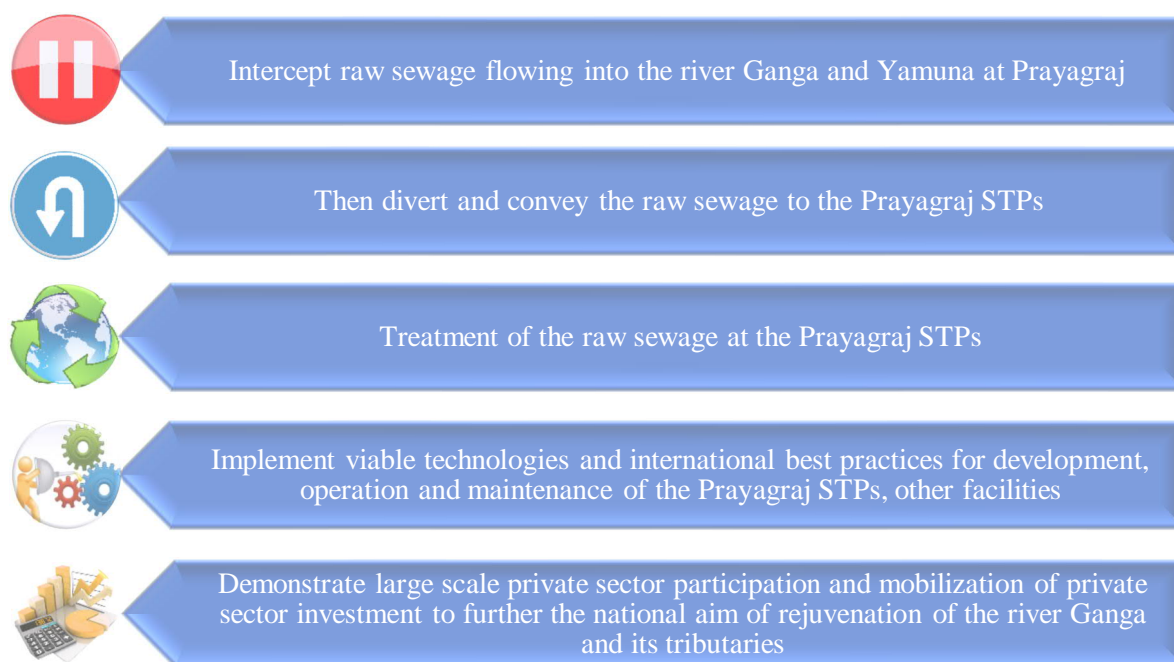 Intercept raw sewage flowing into the river Ganga and Yamuna at Prayagraj
Then divert and convey the raw sewage to the Prayagraj STPs
Treatment of the raw sewage at the Prayagraj STPs
Implement viable technologies and international best practices for development,
operation and maintenance of the Prayagraj STPs, other facilities
Demonstrate large scale private sector participation and mobilization of private
sector investment to further the national aim of rejuvenation of the river Ganga
and its tributaries